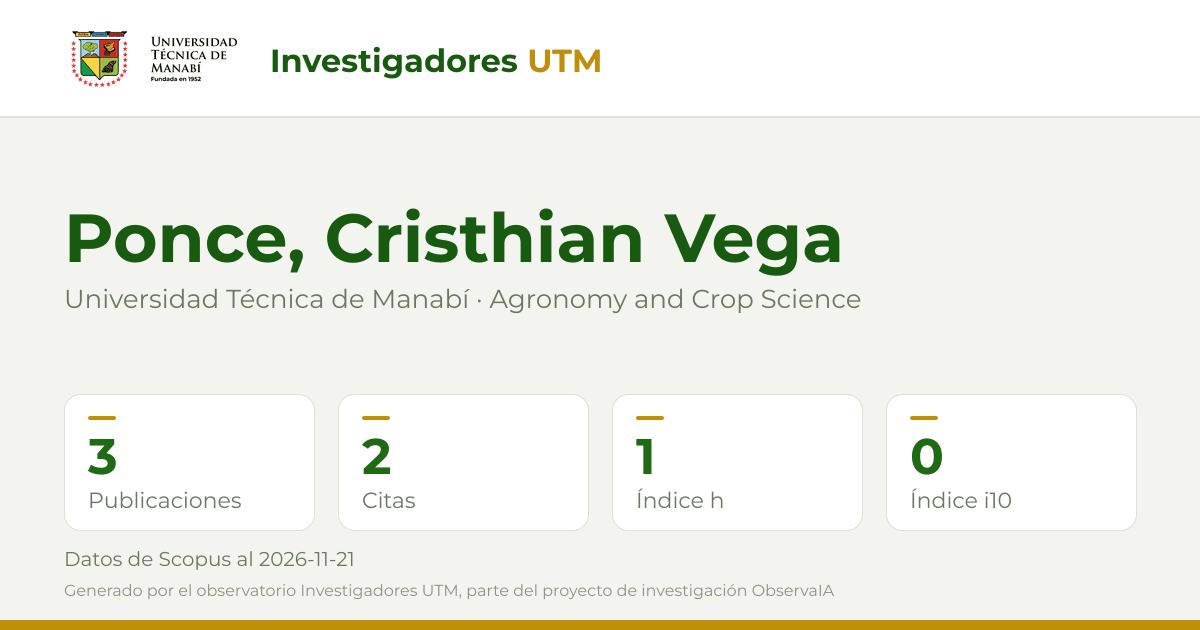 UNIVERSIDAD
TÉCNICA DE
MANABÍ
Fundada en 1952
Investigadores UTM
Ponce, Cristhian Vega
Universidad Técnica de Manabí · Agronomy and Crop Science
3
Publicaciones
2
Citas
1
Índice h
0
Índice i10
Datos de Scopus al 2026-11-21
Generado por el observatorio Investigadores UTM, parte del proyecto de investigación ObservaIA